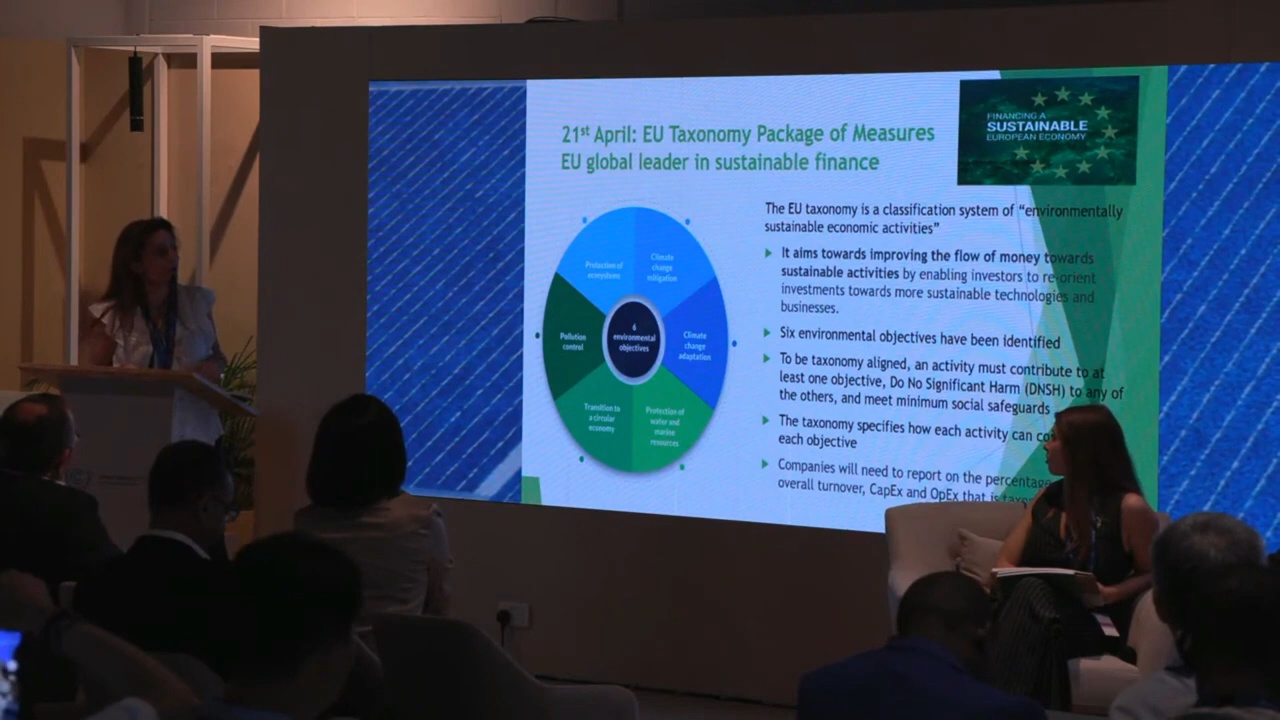 21st April: EU Taxonomy Package of Measures
EU global leader in sustainable finance
FINANCING A
SUSTAINABLE
EUROPEAN ECONOMY
The EU taxonomy is a classification system of “environmentally
sustainable economic activities”
It aims towards improving the flow of money towards
sustainable activities by enabling investors to re-orient
investments towards more sustainable technologies and
businesses.
Six environmental objectives have been identified
To be taxonomy aligned, an activity must contribute to at
least one objective, Do No Significant Harm (DNSH) to any of
the others, and meet minimum social safeguards
The taxonomy specifies how each activity can
each objective
Companies will need to report on the percentage
overall turnover, CapEx and OpEx that is
Protection of
ecosystems
Climate
change
mitigation
Pollution
control
6
environmental
objectives
Climate
change
adaptation
Transition to
a circular
economy
Protection of
water and
marine
resources